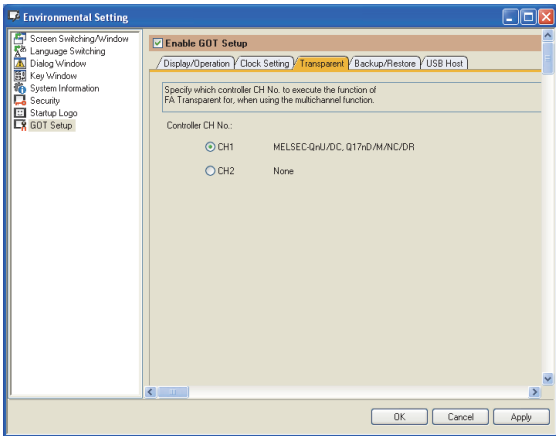 Environmental Setting
Screen Switching/Window
Language Switching
Dialog Window
Key Window
System Information
Security
Startup Logo
GOT Setup
Enable GOT Setup
Display/Operation Clock Setting Transparent Backup/Restore USB Host
Specify which controller CH No. to execute the function of
FA Transparent for, when using the multichannel function.
Controller CH No.:
CH1 MELSEC-QnU/DC, Q17nD/M/NC/DR
CH2 None
OK Cancel Apply